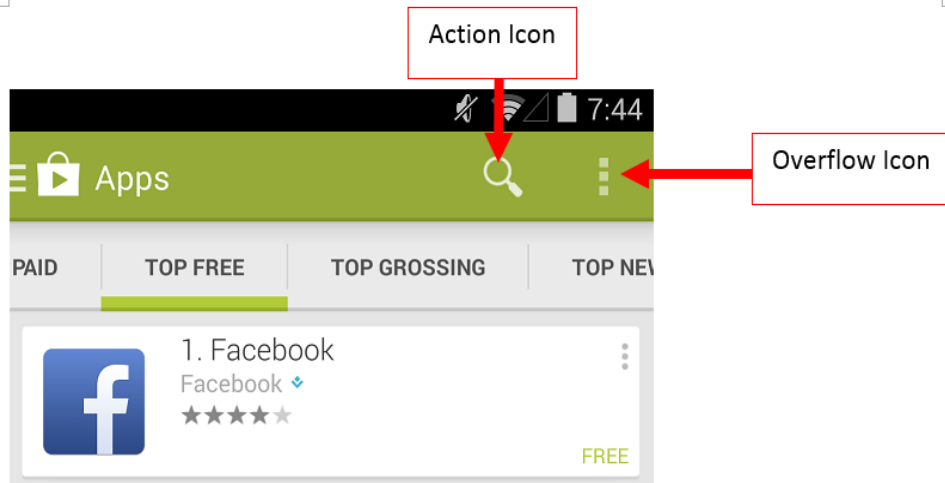 Action Icon
7:44
Apps
Overflow Icon
PAID TOP FREE TOP GROSSING TOP NEW
1. Facebook
Facebook
FREE